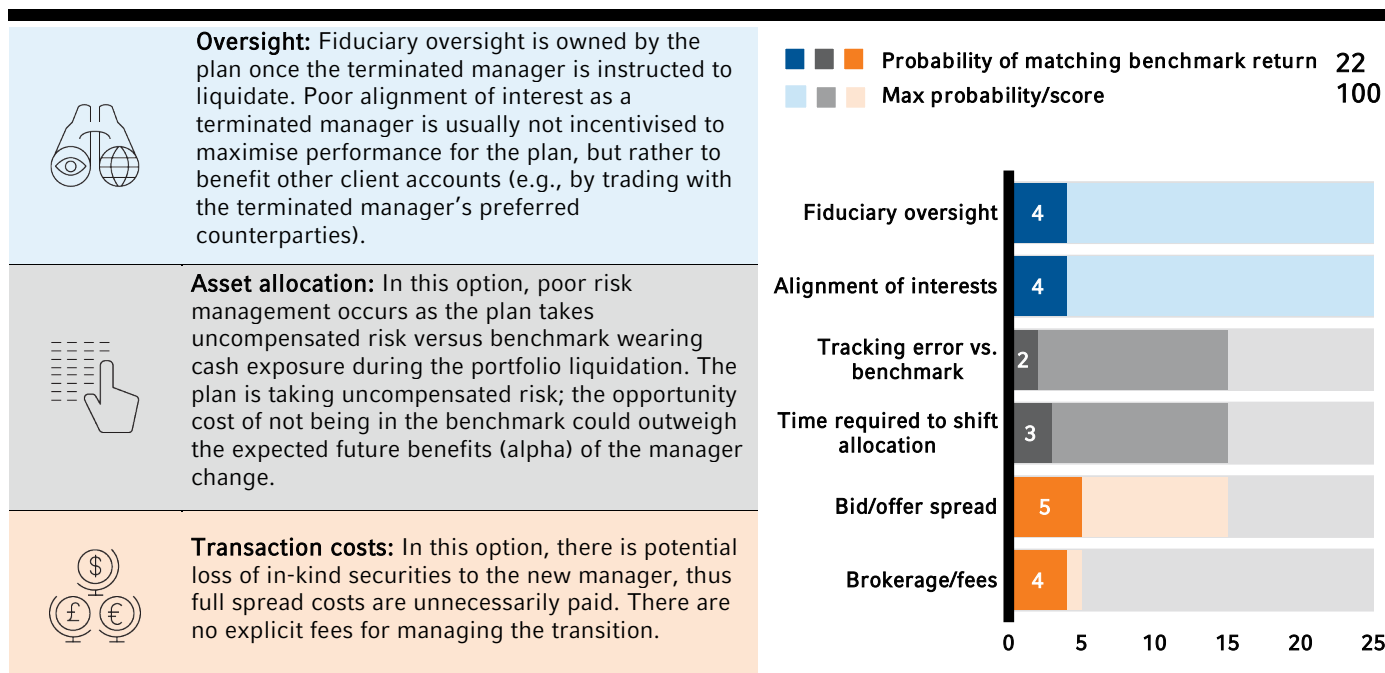 Oversight: Fiduciary oversight is owned by the
plan once the terminated manager is instructed to
liquidate. Poor alignment of interest as a
terminated manager is usually not incentivised to
maximise performance for the plan, but rather to
benefit other client accounts (e.g., by trading with
the terminated manager's preferred
counterparties).
Asset allocation: In this option, poor risk
management occurs as the plan takes
uncompensated risk versus benchmark wearing
cash exposure during the portfolio liquidation. The
plan is taking uncompensated risk; the opportunity
cost of not being in the benchmark could outweigh
the expected future benefits (alpha) of the manager
change.
$
£ €
Transaction costs: In this option, there is potential
loss of in-kind securities to the new manager, thus
full spread costs are unnecessarily paid. There are
no explicit fees for managing the transition.
Probability of matching benchmark return 22
Max probability/score 100
Fiduciary oversight 4
Alignment of interests 4
Tracking error vs.
benchmark 2
Time required to shift
allocation 3
Bid/offer spread 5
Brokerage/fees 4
0 5 10 15 20 25